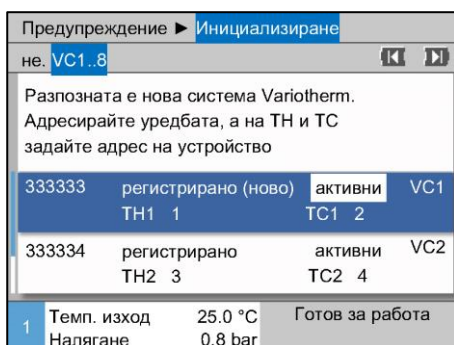 Предупреждение ► Инициализиране
не. VC1..8
Разпозната е нова система Variotherm.
Адресирайте уредбата, а на TH и TC
задайте адрес на устройство
333333 регистрирано (ново) активни VC1
TH1 1 TC1 2
333334 регистрирано активни VC2
TH2 3 TC2 4
1 Темп. изход 25.0 °C Готов за работа
Налягане 0.8 bar